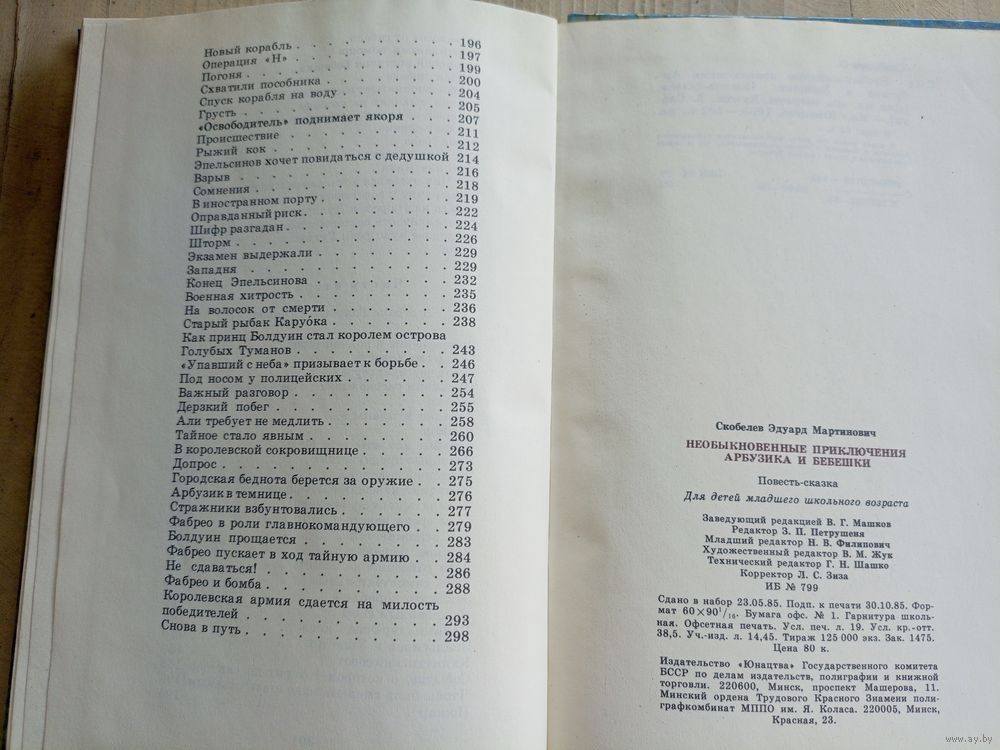 Новый корабль . . . . . . . . . 196
Операция «Н» . . . . . . . . . 197
Погоня . . . . . . . . . . . 199
Схватили пособника . . . . . . . 200
Спуск корабля на воду . . . . . . 204
Грусть . . . . . . . . . . . 205
«Освободитель» поднимает якоря . . . 207
Происшествие . . . . . . . . . 211
Рыжий кок . . . . . . . . . . 212
Эпельсинов хочет повидаться с дедушкой 214
Взрыв . . . . . . . . . . . 216
Сомнения . . . . . . . . . . 218
В иностранном порту . . . . . . . 219
Оправданный риск . . . . . . . . 222
Шифр разгадан . . . . . . . . . 224
Шторм . . . . . . . . . . . 226
Экзамен выдержали . . . . . . . 229
Западня . . . . . . . . . . . 229
Конец Эпельсинова . . . . . . . 232
Военная хитрость . . . . . . . . 235
На волосок от смерти . . . . . . 236
Старый рыбак Каруóка . . . . . . 238
Как принц Болдуин стал королем острова
Голубых Туманов . . . . . . . . 243
«Упавший с неба» призывает к борьбе . . 246
Под носом у полицейских . . . . . 247
Важный разговор . . . . . . . . 254
Дерзкий побег . . . . . . . . . 255
Али требует не медлить . . . . . . 258
Тайное стало явным . . . . . . . 260
В королевской сокровищнице . . . . 266
Допрос . . . . . . . . . . . 273
Городская беднота берется за оружие . . 275
Арбузик в темнице . . . . . . . . 276
Стражники взбунтовались . . . . . 277
Фабрео в роли главнокомандующего . . 279
Болдуин прощается . . . . . . . 283
Фабрео пускает в ход тайную армию . . 284
Не сдаваться! . . . . . . . . . 286
Фабрео и бомба . . . . . . . . . 288
Королевская армия сдается на милость
победителей . . . . . . . . . . 293
Снова в путь . . . . . . . . . . 298
Скобелев Эдуард Мартинович
НЕОБЫКНОВЕННЫЕ ПРИКЛЮЧЕНИЯ
АРБУЗИКА И БЕБЕШКИ
Повесть-сказка
Для детей младшего школьного возраста
Заведующий редакцией В. Г. Машков
Редактор З. П. Петрушеня
Младший редактор Н. В. Филипович
Художественный редактор В. М. Жук
Технический редактор Г. Н. Шашко
Корректор Л. С. Зиза
ИБ № 799
Сдано в набор 23.05.85. Подп. к печати 30.10.85. Фор-
мат 60×90¹/₁₆. Бумага офс. № 1. Гарнитура школь-
ная. Офсетная печать. Усл. печ. л. 19. Усл. кр.-отт.
38,5. Уч.-изд. л. 14,45. Тираж 125 000 экз. Зак. 1475.
Цена 80 к.
Издательство «Юнацтва» Государственного комитета
БССР по делам издательств, полиграфии и книжной
торговли. 220600, Минск, проспект Машерова, 11.
Минский ордена Трудового Красного Знамени поли-
графкомбинат МППО им. Я. Коласа. 220005, Минск,
Красная, 23.
www.ay.by